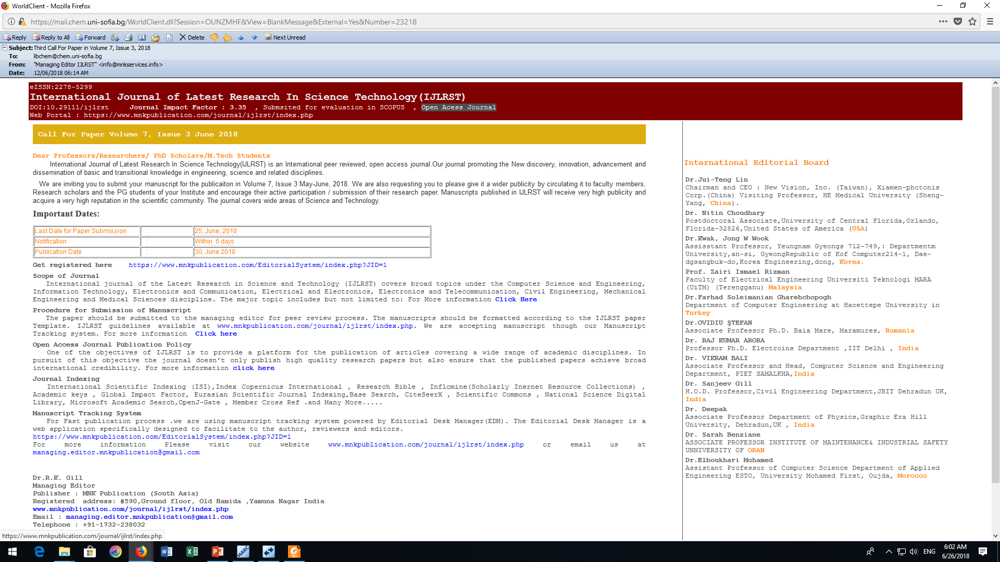 WorldClient - Mozilla Firefox
https://mail.chem.uni-sofia.bg/WorldClient.dll?Session=OUNZMHF&View=BlankMessage&External=Yes&Number=23218
Reply Reply to All Forward Delete Next Unread
Subject: Third Call For Paper in Volume 7, Issue 3, 2018
To: libchem@chem.uni-sofia.bg
From: "Managing Editor IJLRST" <info@mnkservices.info>
Date: 12/06/2018 06:14 AM
eISSN:2278-5299
International Journal of Latest Research In Science Technology(IJLRST)
DOI:10.29111/ijlrst Journal Impact Factor : 3.35 , Submsited for evaluation in SCOPUS , Open Acess Journal
Web Portal : https://www.mnkpublication.com/journal/ijlrst/index.php
Call For Paper Volume 7, Issue 3 June 2018
Dear Professors/Researchers/ PhD Scholars/M.Tech Students
International Journal of Latest Research In Science Technology(IJLRST) is an International peer reviewed, open access journal.Our journal promoting the New discovery, innovation, advancement and
dissemination of basic and transitional knowledge in engineering, science and related disciplines.
We are inviting you to submit your manuscript for the publicaiton in Volume 7, Issue 3 May-June, 2018. We are also requesting you to please give it a wider publicity by circulating it to faculty members,
Research scholars and the PG students of your Institute and encourage their active participation / submission of their research paper. Manuscripts published in IJLRST will receive very high publicity and
acquire a very high reputation in the scientific community. The journal covers wide areas of Science and Technology.
Important Dates:
Last Date for Paper Submission : 25, June, 2018
Notification : Within 6 days
Publication Date : 30, June 2018
Get registered here https://www.mnkpublication.com/EditorialSystem/index.php?JID=1
Scope of Journal
International journal of the Latest Research in Science and Technology (IJLRST) covers broad topics under the Computer Science and Engineering,
Information Technology, Electronics and Communication, Electrical and Electronics, Electronics and Telecommunication, Civil Engineering, Mechanical
Engineering and Medical Sciences discipline. The major topic includes but not limited to: For More information Click Here
Procedure for Submission of Manuscript
The paper should be submitted to the managing editor for peer review process. The manuscripts should be formatted according to the IJLRST paper
Template. IJLRST guidelines available at www.mnkpublication.com/journal/ijlrst/index.php. We are accepting manuscript though our Manuscript
Tracking system. For more information Click here
Open Access Journal Publication Policy
One of the objectives of IJLRST is to provide a platform for the publication of articles covering a wide range of academic disciplines. In
pursuit of this objective the journal doesn't only publish high quality research papers but also ensure that the published papers achieve broad
international credibility. For more information click here
Journal Indexing
International Scientific Indexing (ISI),Index Copernicus International , Research Bible , Inflomine(Scholarly Inernet Resource Collections) ,
Academic keys , Global Impact Factor, Eurasian Scientific Journal Indexing,Base Search, CiteSeerX , Scientific Commons , National Science Digital
Library, Microsoft Academic Search,OpenJ-Gate , Member Cross Ref .and Many More.....
Manuscript Tracking System
For Fast publication process .we are using manuscript tracking system powered by Editorial Desk Manager(EDM). The Editorial Desk Manager is a
web application specifically designed to facilitate to the author, reviewers and editors.
https://www.mnkpublication.com/EditorialSystem/index.php?JID=1
For more information Please visit our website www.mnkpublication.com/journal/ijlrst/index.php or email us at
managing.editor.mnkpublication@gmail.com
Dr.R.K. Gill
Managing Editor
Publisher : MNK Publication (South Asia)
Registered address: #590,Ground floor, Old Hamida ,Yamuna Nagar India
www.mnkpublication.com/journal/ijlrst/index.php
Email : managing.editor.mnkpublication@gmail.com
Telephone : +91-1732-238032
International Editorial Board
Dr.Jui-Teng Lin
Chairman and CEO : New Vision, Inc. (Taiwan), Xiamen-photonis
Corp.(China) Visiting Professor, HE Medical University (Sheng-
Yang, China).
Dr. Nitin Choudhary
Postdoctoral Associate,University of Central Florida,Orlando,
Florida-32826,United States of America (USA)
Dr.Kwak, Jong W Wook
Assisstant Professor, Yeungnam Gyeongs 712-749,: Departmentm
University,an-si, GyeongRepublic of Kof Computer214-1, Dae-
dgsangbuk-do,Korea Engineering,dong, Korea.
Prof. Zairi Ismael Rizman
Faculty of Electrical Engineering Universiti Teknologi MARA
(UiTM) (Terengganu) Malaysia
Dr.Farhad Soleimanian Gharehchopogh
Department of Computer Engineering at Hacettepe University in
Turkey
Dr.OVIDIU ŞTEFAN
Associate Professor Ph.D. Baia Mare, Maramures, Romania
Dr. RAJ KUMAR ARORA
Professor Ph.D. Electroins Department ,IIT Delhi , India
Dr. VIKRAM BALI
Associate Professor and Head, Computer Science and Engineering
Department, PIET SAMALKHA,India
Dr. Sanjeev Gill
H.O.D. Professor,Civil Engineering Department,JBIT Dehradun UK,
India
Dr. Deepak
Associate Professor Department of Physics,Graphic Era Hill
University, Dehradun,UK , India
Dr. Sarah Benziane
ASSOCIATE PROFESSOR INSTITUTE OF MAINTENANCE& INDUSTRIAL SAFETY
UNNIVERSITY OF ORAN
Dr.Elboukhari Mohamed
Assistant Professor of Computer Science Department of Applied
Engineering ESTO, University Mohamed First, Oujda, Morocco
https://www.mnkpublication.com/journal/ijlrst/index.php
MARC
PDF
ENG
6:02 AM
6/26/2018